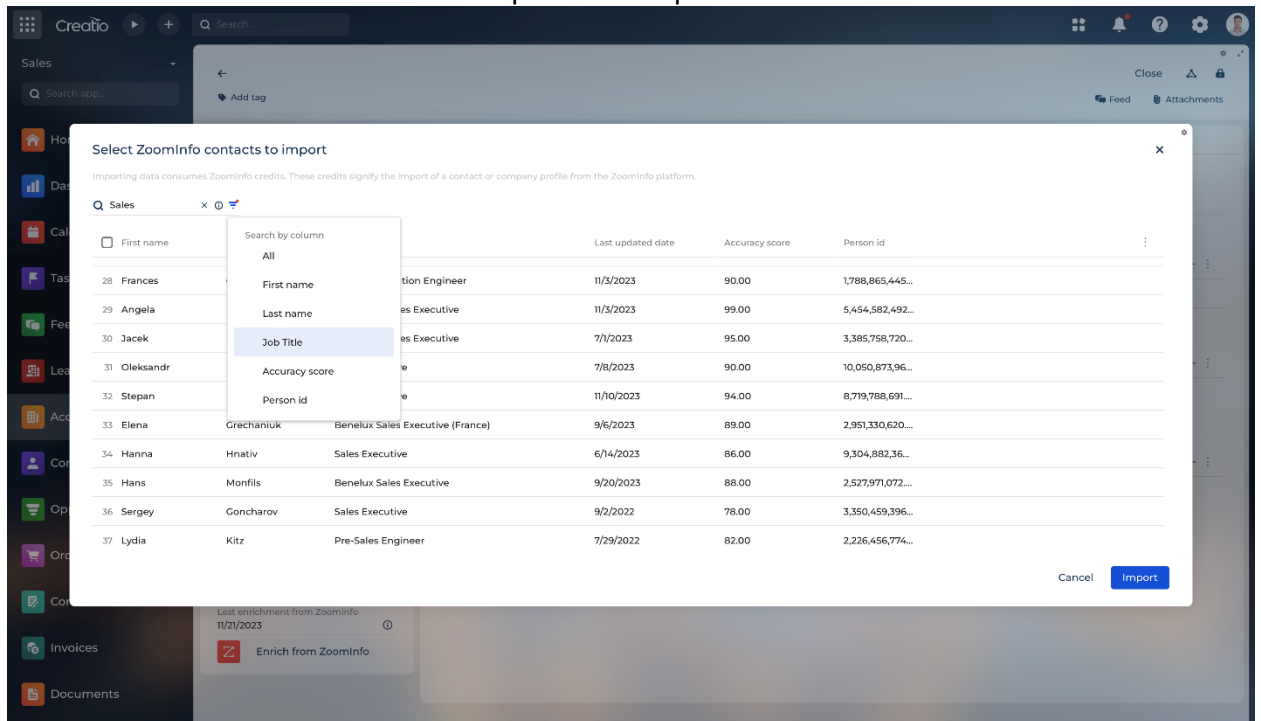 Creatio
Search...
Sales
Search app...
Close
Add tag
Feed
Attachments
Select ZoomInfo contacts to import
Importing data consumes ZoomInfo credits. These credits signify the import of a contact or company profile from the ZoomInfo platform.
Sales
Search by column
All
First name
Last name
Job Title
Accuracy score
Person id
First name Last updated date Accuracy score Person id
28 Frances tion Engineer 11/3/2023 90.00 1,788,865,445...
29 Angela es Executive 11/3/2023 99.00 5,454,582,492...
30 Jacek es Executive 7/1/2023 95.00 3,385,758,720...
31 Oleksandr 7/8/2023 90.00 10,050,873,96...
32 Stepan 11/10/2023 94.00 8,719,788,691....
33 Elena Grechaniuk Benelux Sales Executive (France) 9/6/2023 89.00 2,951,330,620....
34 Hanna Hnativ Sales Executive 6/14/2023 86.00 9,304,882,36...
35 Hans Monfils Benelux Sales Executive 9/20/2023 88.00 2,527,971,072....
36 Sergey Goncharov Sales Executive 9/2/2022 78.00 3,350,459,396...
37 Lydia Kitz Pre-Sales Engineer 7/29/2022 82.00 2,226,456,774...
Cancel
Import
Last enrichment from ZoomInfo
11/21/2023
Enrich from ZoomInfo
Invoices
Documents